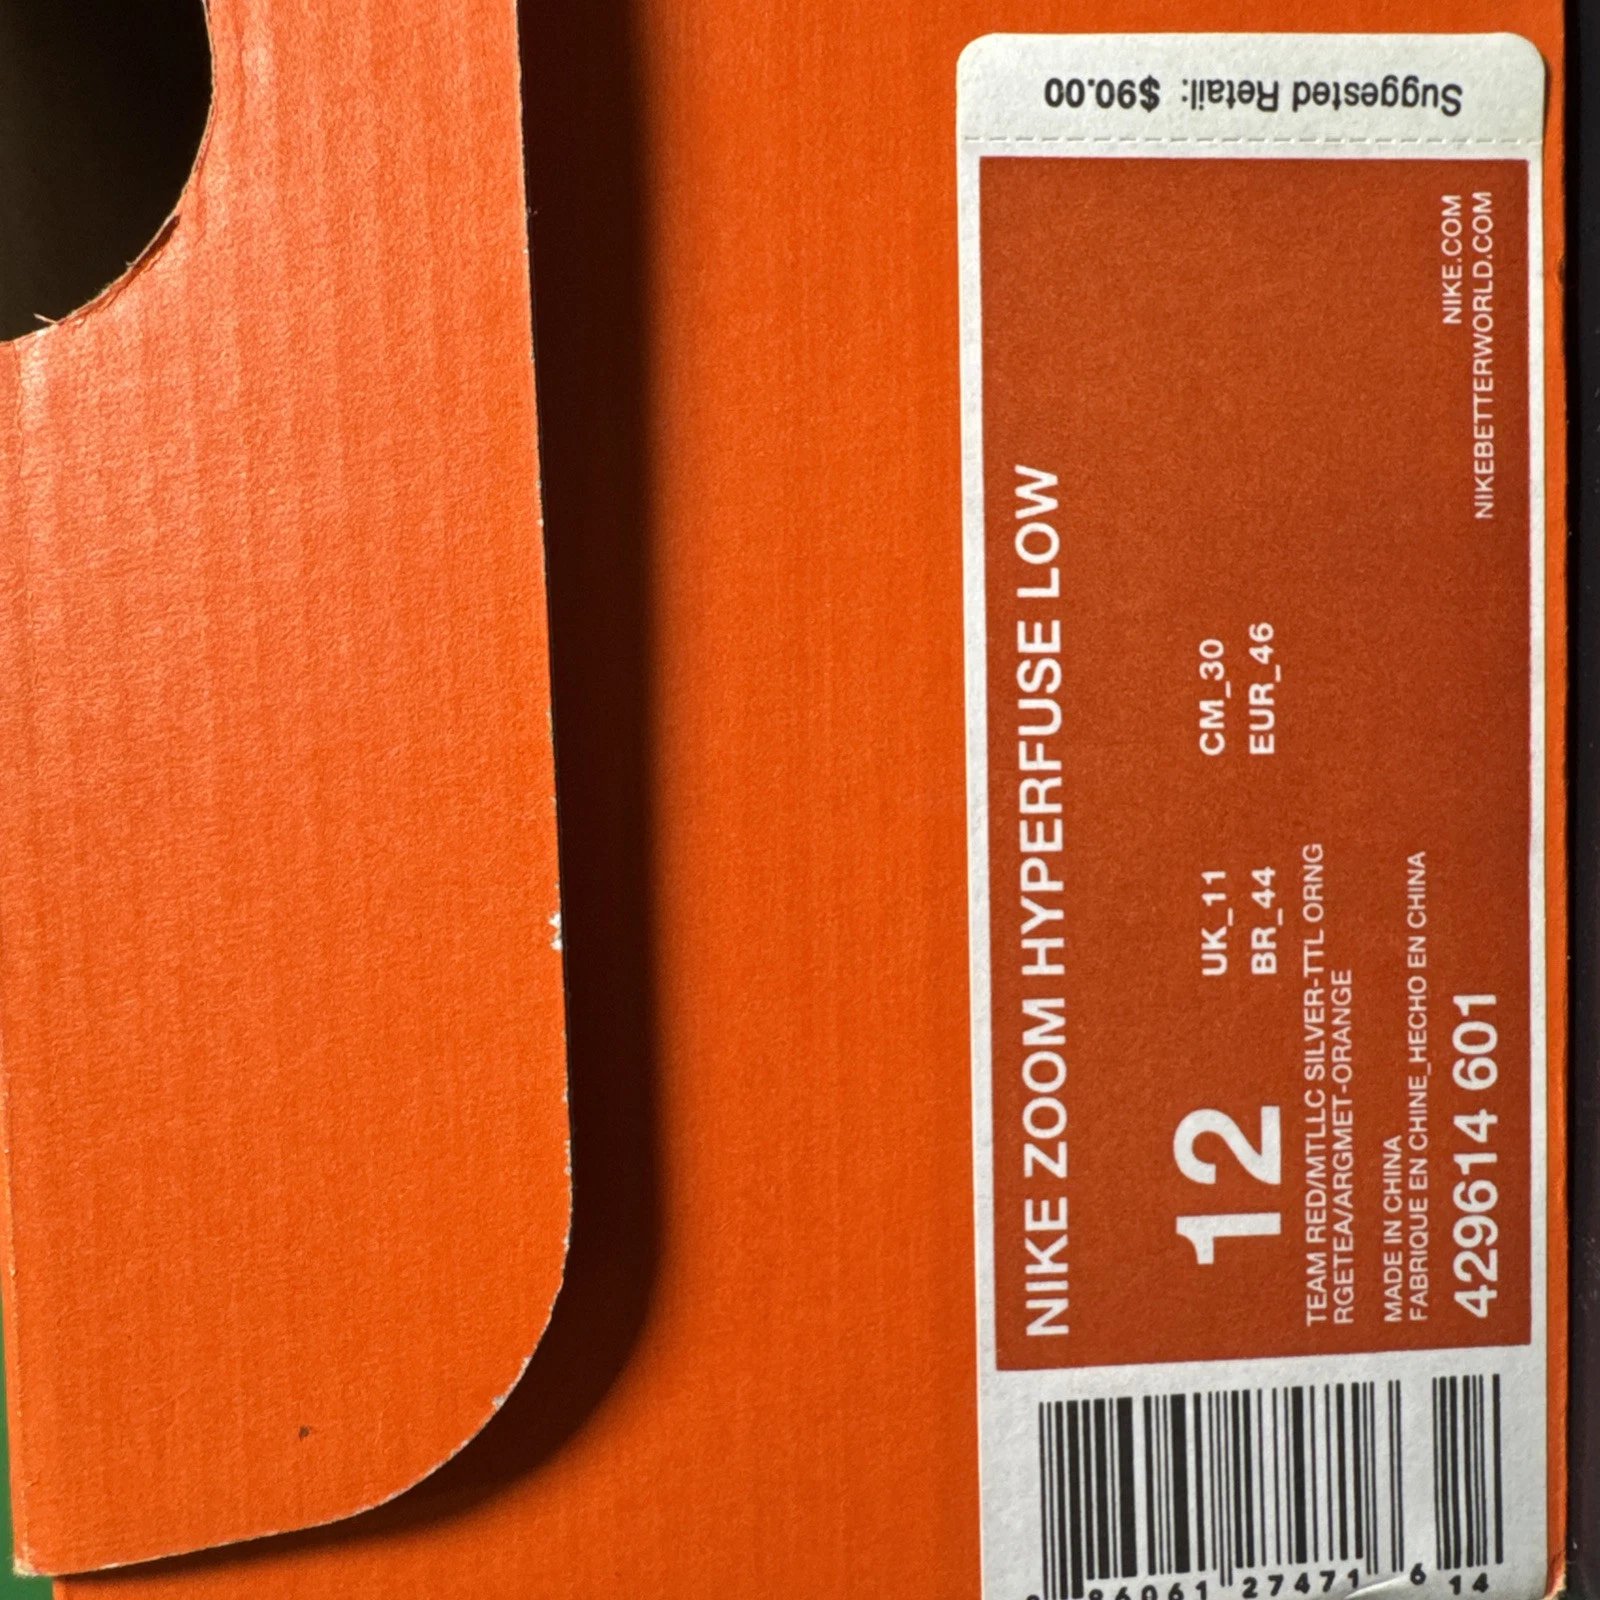 Suggested Retail: $90.00
NIKE ZOOM HYPERFUSE LOW
12
UK_11
CM_30
BR_44
EUR_46
TEAM RED/MTLLC SILVER-TTL ORNG
RGETEA/ARGMET-ORANGE
MADE IN CHINA
FABRIQUE EN CHINE_HECHO EN CHINA
429614 601
NIKE.COM
NIKEBETTERWORLD.COM
86061 27471 6 14